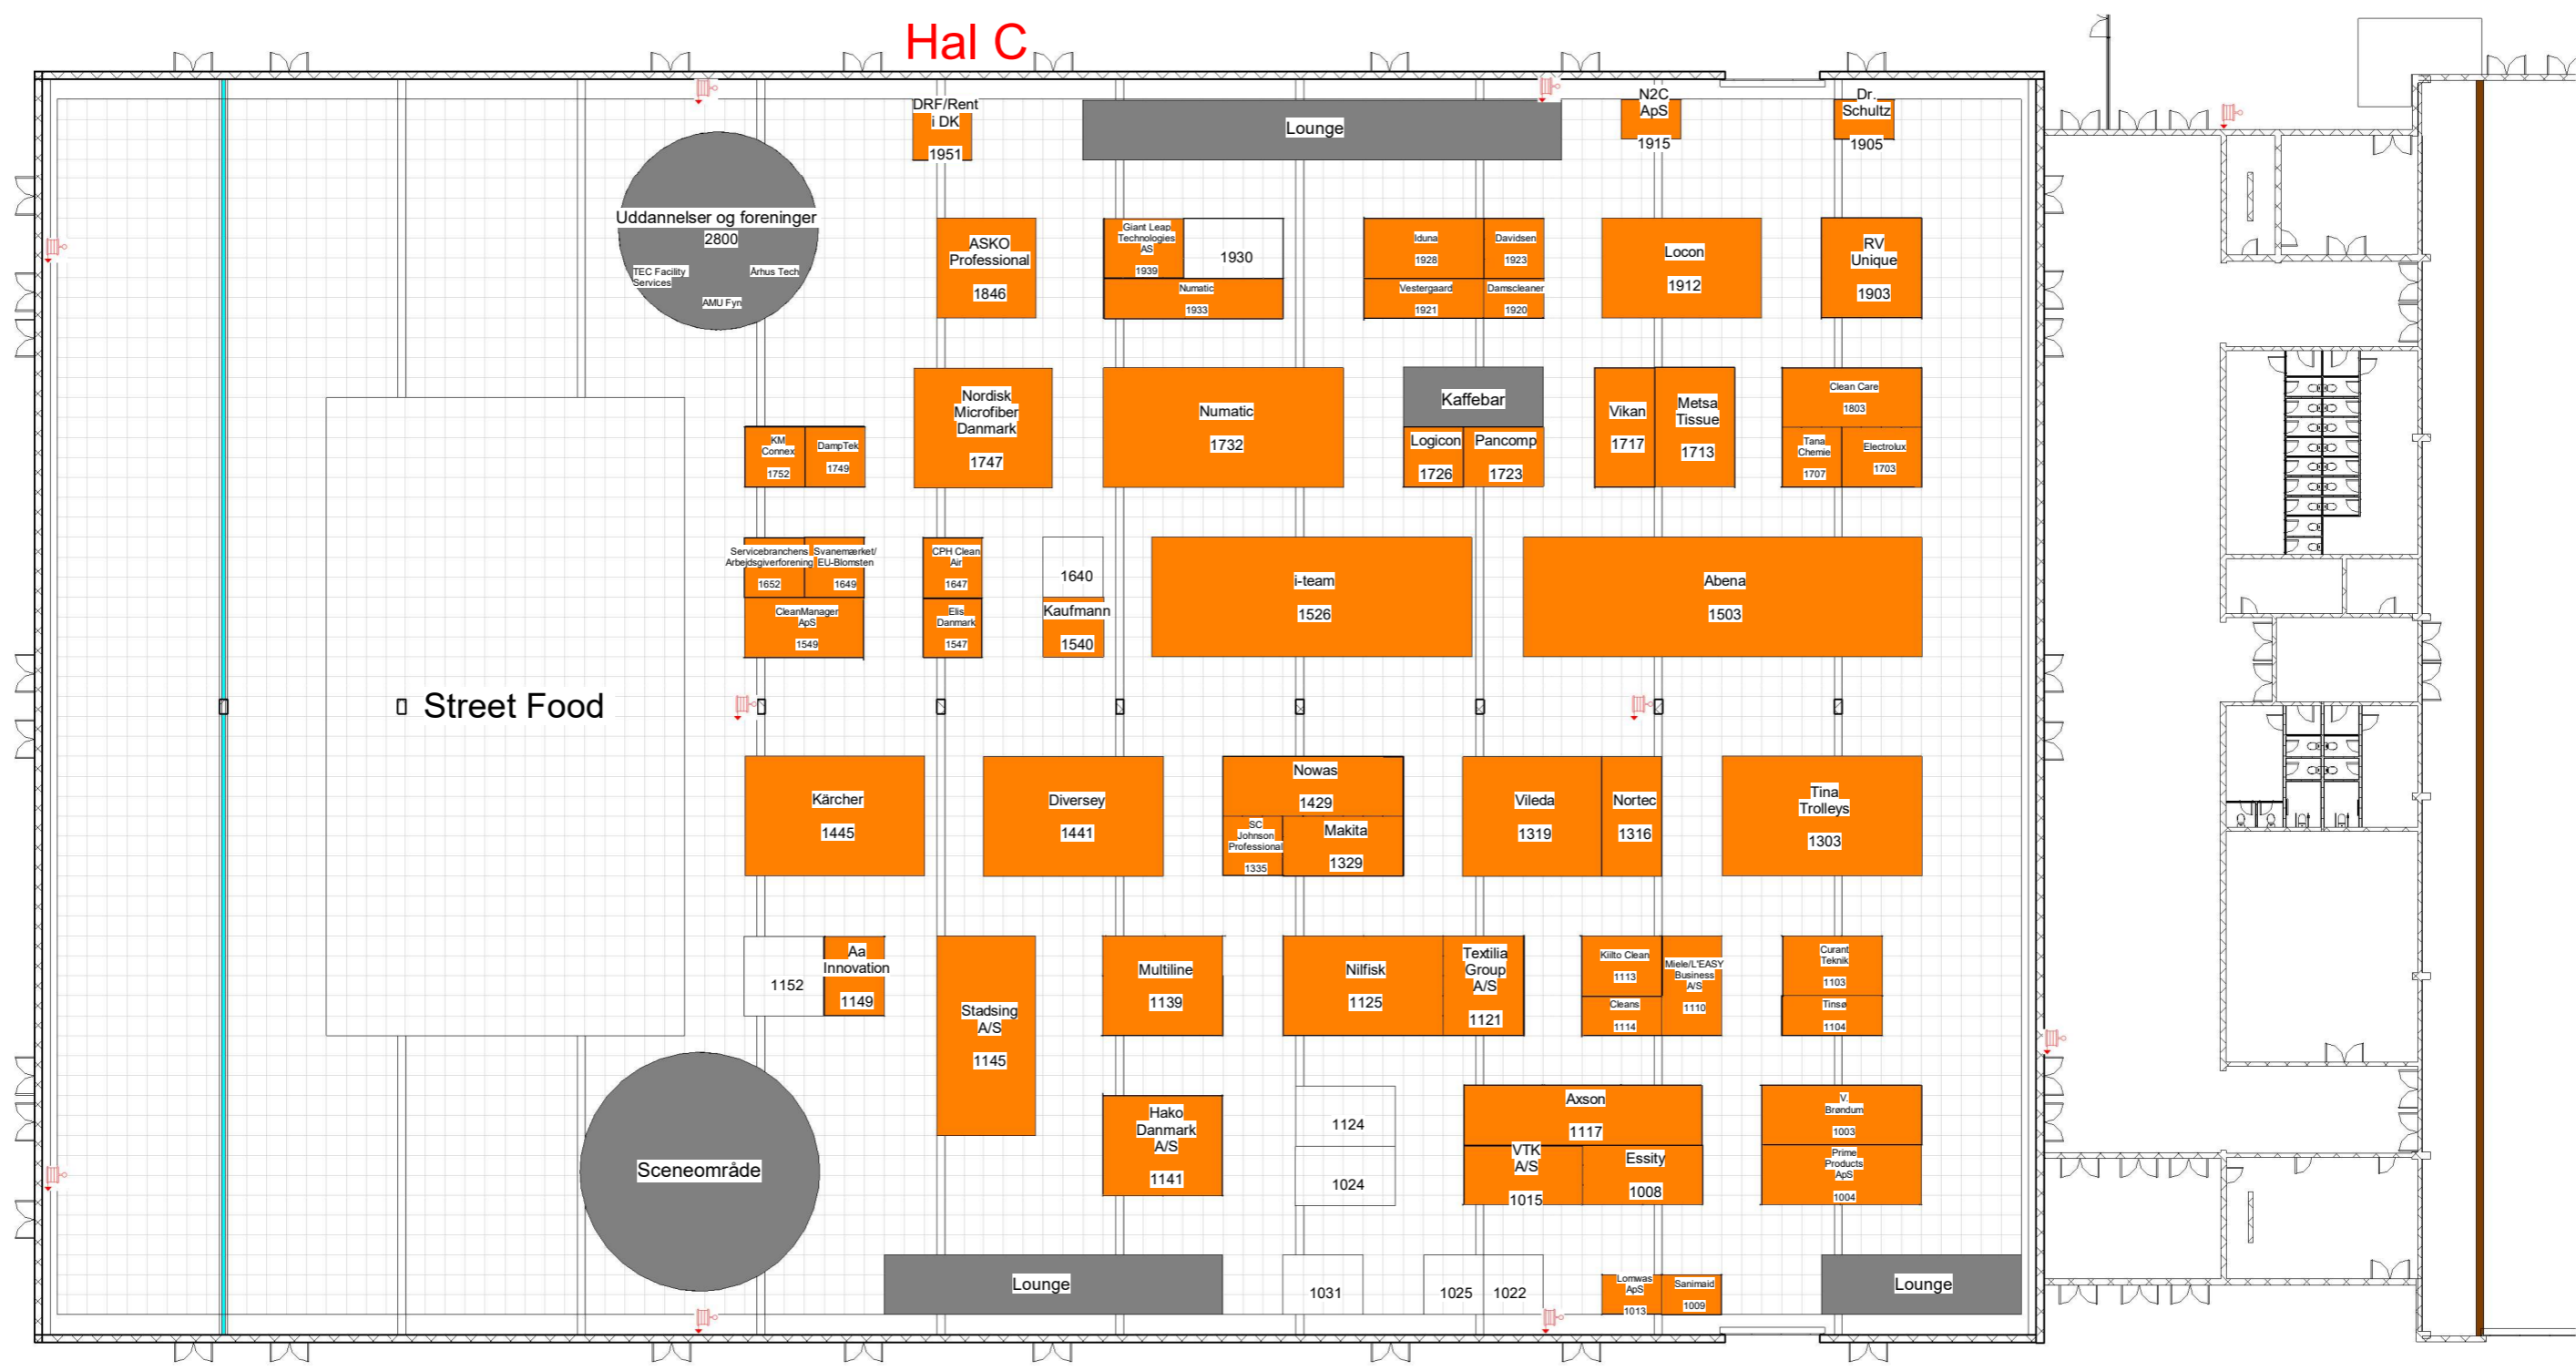 Hal C
DRF/Rent
i DK
1951
Lounge
N2C
ApS
1915
Dr.
Schultz
1905
Uddannelser og foreninger
2800
TEC Facility
Services
Århus Tech
AMU Fyn
ASKO
Professional
1846
Giant Leap
Technologies
AS
1939
1930
Numatic
1933
Iduna
1928
Davidsen
1923
Vestergaard
1921
Damscleaner
1920
Locon
1912
RV
Unique
1903
KM
Connex
1752
DampTek
1749
Nordisk
Microfiber
Danmark
1747
Numatic
1732
Kaffebar
Logicon
1726
Pancomp
1723
Vikan
1717
Metsa
Tissue
1713
Clean Care
1803
Tana
Chemie
1707
Electrolux
1703
Servicebranchens
Arbejdsgiverforening
1652
Svanemærket/
EU-Blomsten
1649
CleanManager
ApS
1549
CPH Clean
Air
1647
Elis
Danmark
1547
1640
Kaufmann
1540
i-team
1526
Abena
1503
Street Food
Kärcher
1445
Diversey
1441
Nowas
1429
SC
Johnson
Professional
1335
Makita
1329
Vileda
1319
Nortec
1316
Tina
Trolleys
1303
1152
Aa
Innovation
1149
Stadsing
A/S
1145
Multiline
1139
Nilfisk
1125
Textilia
Group
A/S
1121
Kiilto Clean
1113
Cleans
1114
Miele/L'EASY
Business
A/S
1110
Curant
Teknik
1103
Tinsø
1104
Sceneområde
Hako
Danmark
A/S
1141
1124
1024
Axson
1117
VTK
A/S
1015
Essity
1008
V.
Brøndum
1003
Prime
Products
ApS
1004
Lounge
1031
1025
1022
Lomwas
ApS
1013
Sanimaid
1009
Lounge